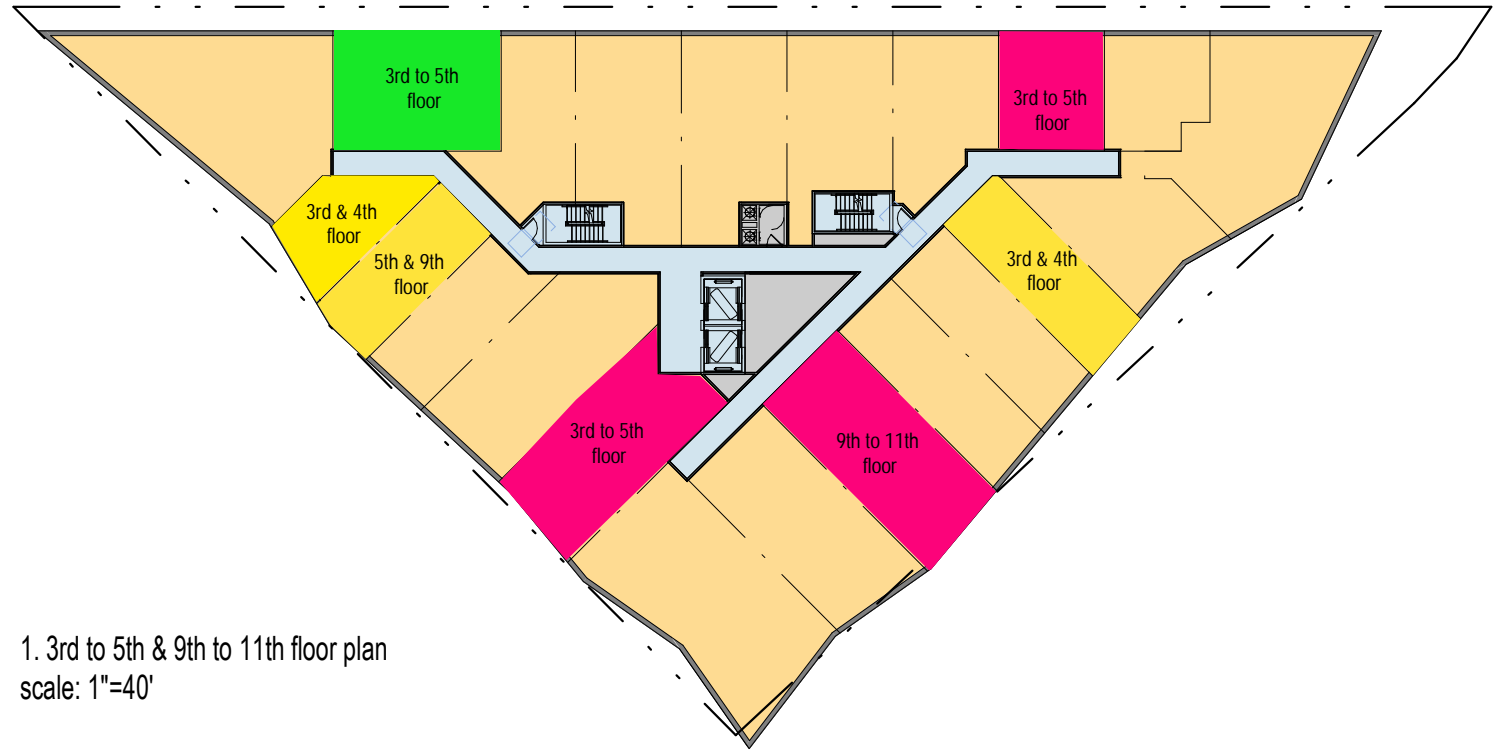 3rd to 5th
floor
3rd to 5th
floor
3rd & 4th
floor
5th & 9th
floor
3rd & 4th
floor
3rd to 5th
floor
9th to 11th
floor
1. 3rd to 5th & 9th to 11th floor plan
scale: 1"=40'